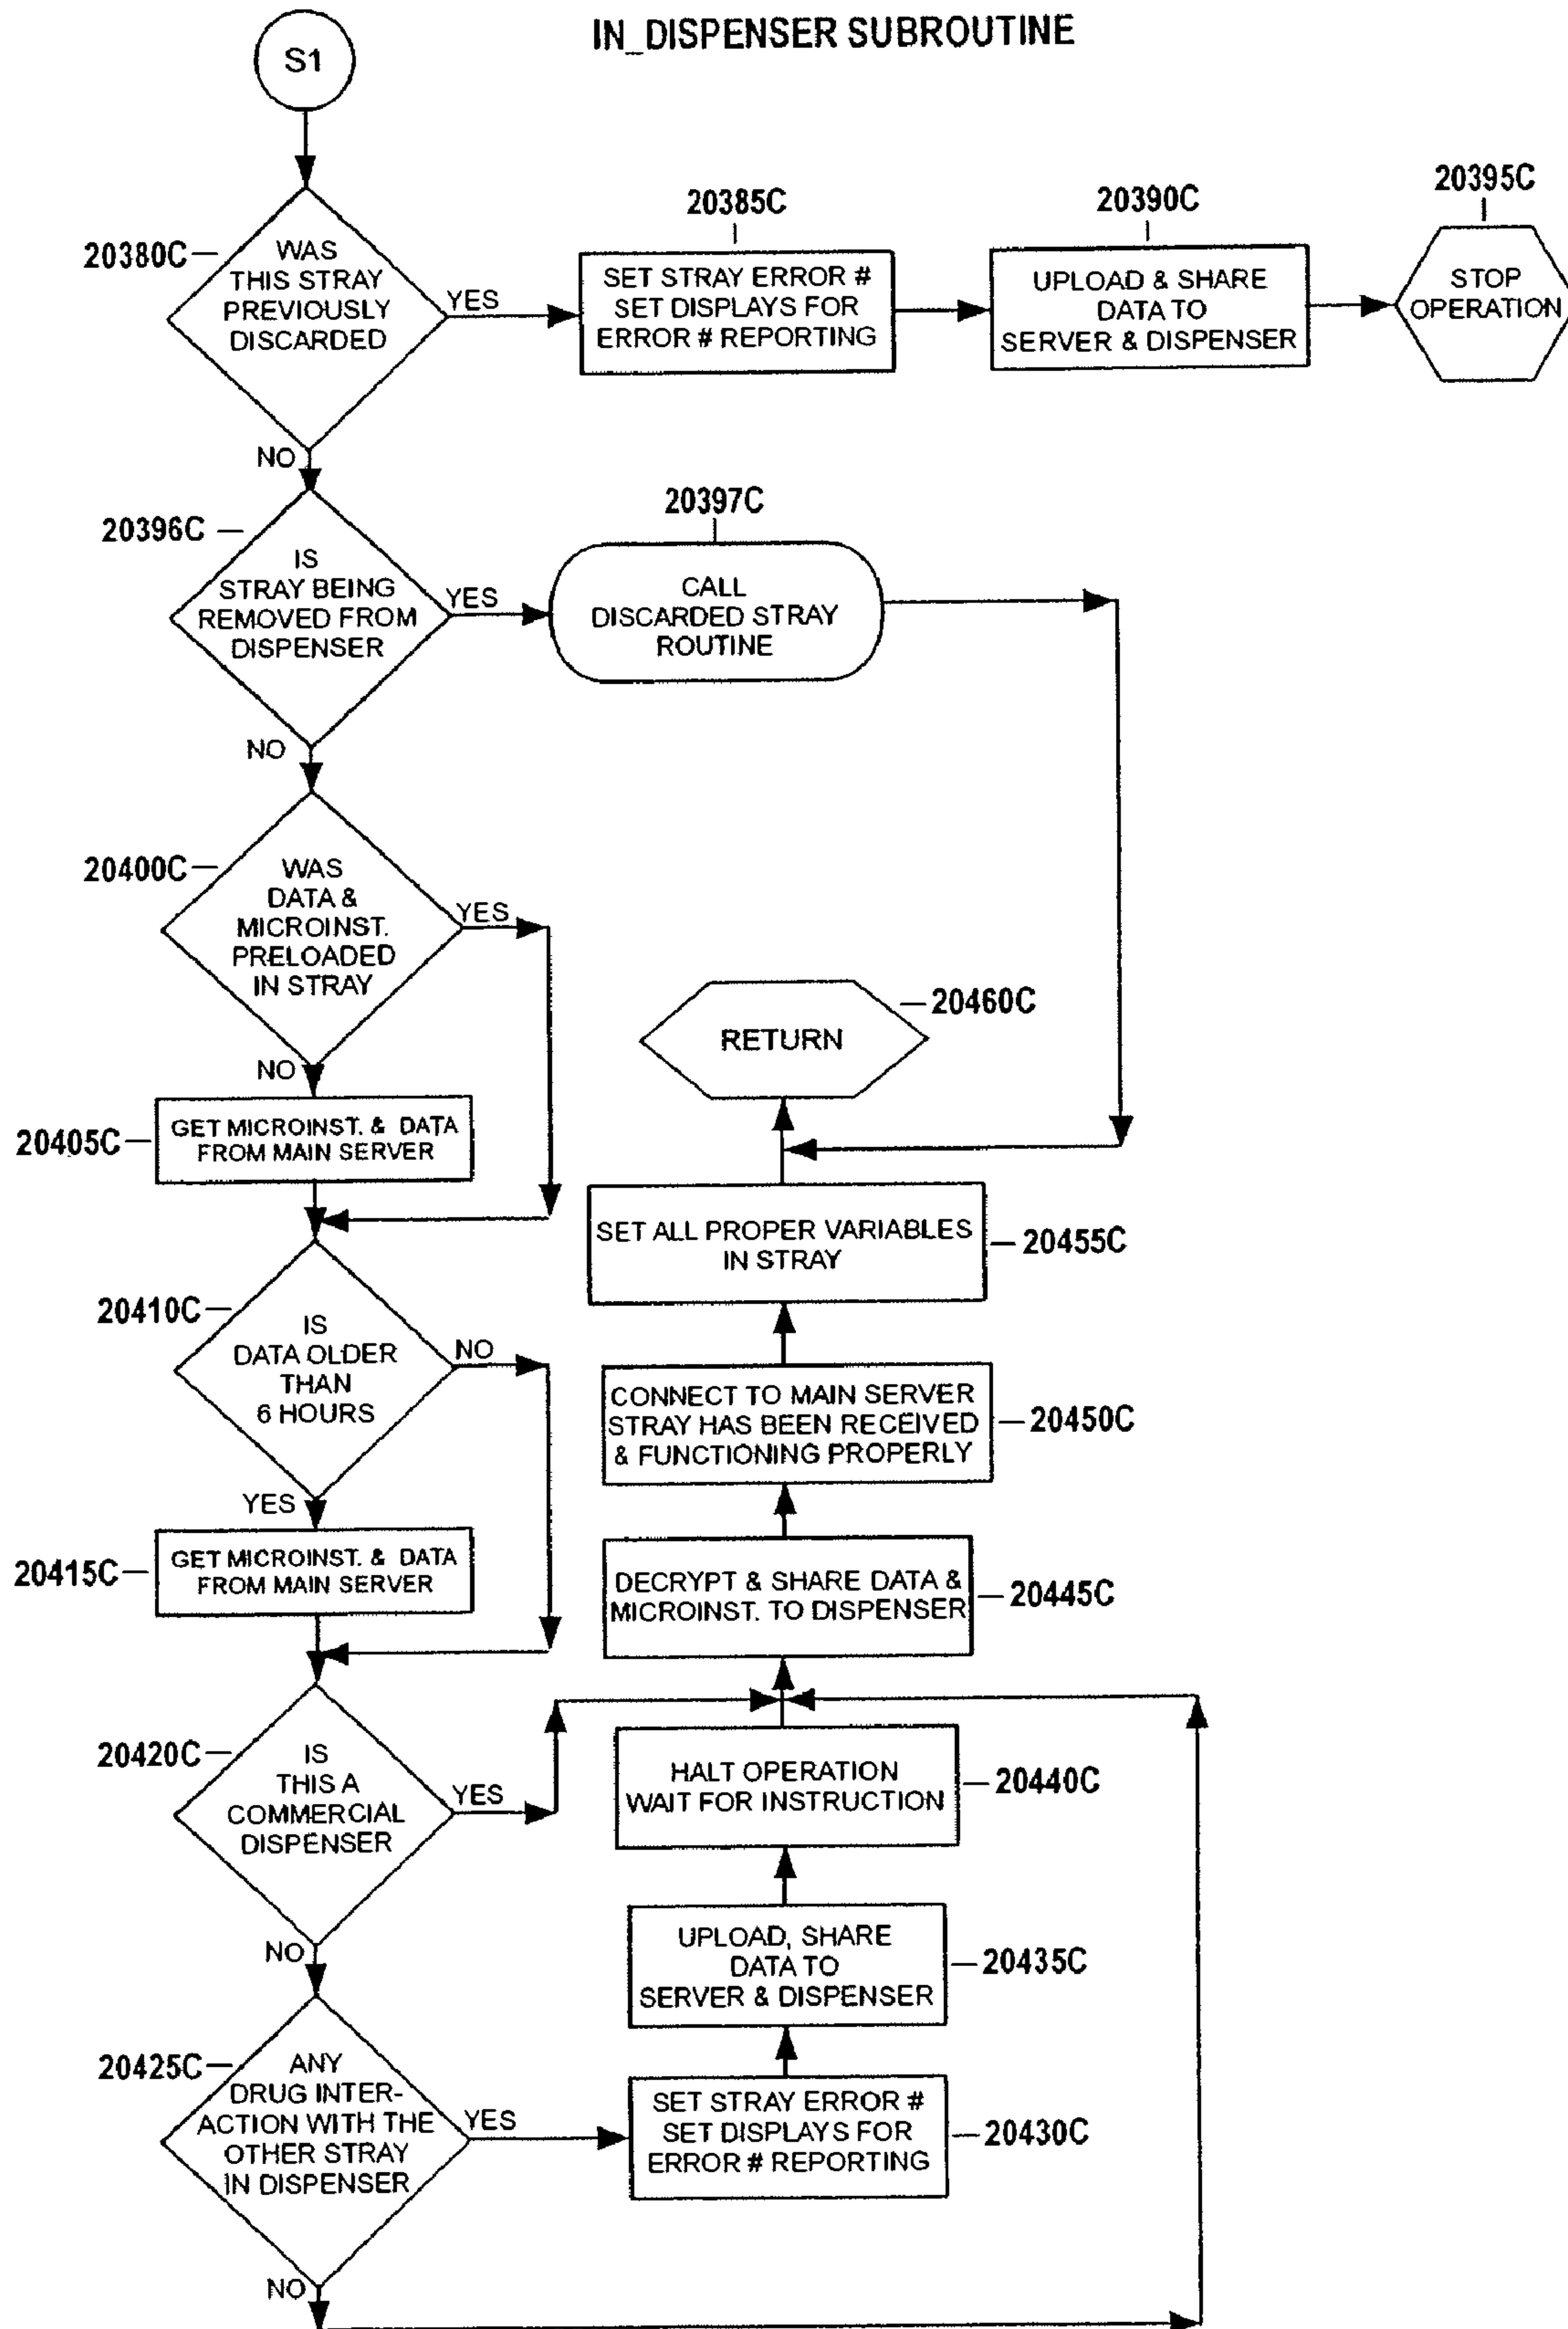 IN_DISPENSER SUBROUTINE
S1
20380C
WAS
THIS STRAY
PREVIOUSLY
DISCARDED
YES
NO
20385C
SET STRAY ERROR #
SET DISPLAYS FOR
ERROR # REPORTING
20390C
UPLOAD & SHARE
DATA TO
SERVER & DISPENSER
20395C
STOP
OPERATION
20396C
IS
STRAY BEING
REMOVED FROM
DISPENSER
YES
NO
20397C
CALL
DISCARDED STRAY
ROUTINE
20400C
WAS
DATA &
MICROINST.
PRELOADED
IN STRAY
YES
NO
20405C
GET MICROINST. & DATA
FROM MAIN SERVER
20410C
IS
DATA OLDER
THAN
6 HOURS
NO
YES
20415C
GET MICROINST. & DATA
FROM MAIN SERVER
20420C
IS
THIS A
COMMERCIAL
DISPENSER
YES
NO
20425C
ANY
DRUG INTER-
ACTION WITH THE
OTHER STRAY
IN DISPENSER
YES
NO
RETURN
20460C
SET ALL PROPER VARIABLES
IN STRAY
20455C
CONNECT TO MAIN SERVER
STRAY HAS BEEN RECEIVED
& FUNCTIONING PROPERLY
20450C
DECRYPT & SHARE DATA &
MICROINST. TO DISPENSER
20445C
HALT OPERATION
WAIT FOR INSTRUCTION
20440C
UPLOAD, SHARE
DATA TO
SERVER & DISPENSER
20435C
SET STRAY ERROR #
SET DISPLAYS FOR
ERROR # REPORTING
20430C